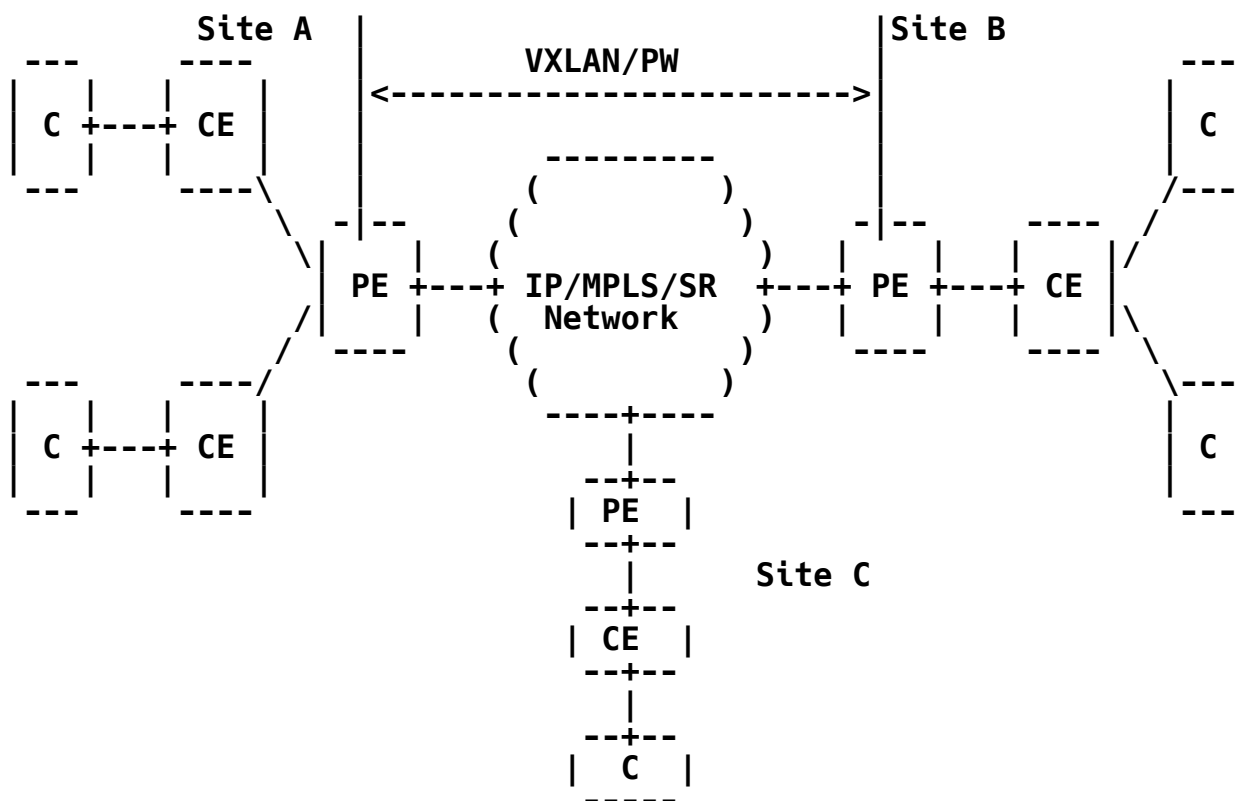 Site A Site B
VXLAN/PW
C CE C
PE IP/MPLS/SR PE CE
Network
C CE C
PE
Site C
CE
C